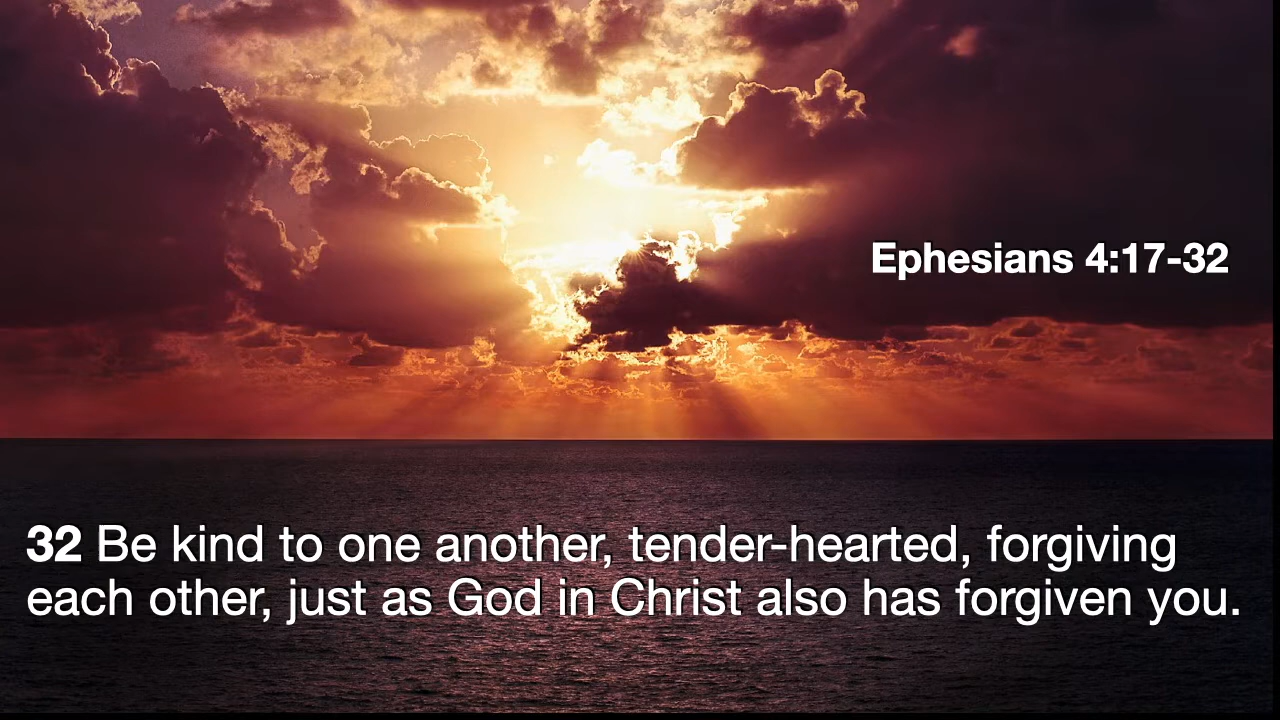 Ephesians 4:17-32
32 Be kind to one another, tender-hearted, forgiving
each other, just as God in Christ also has forgiven you.